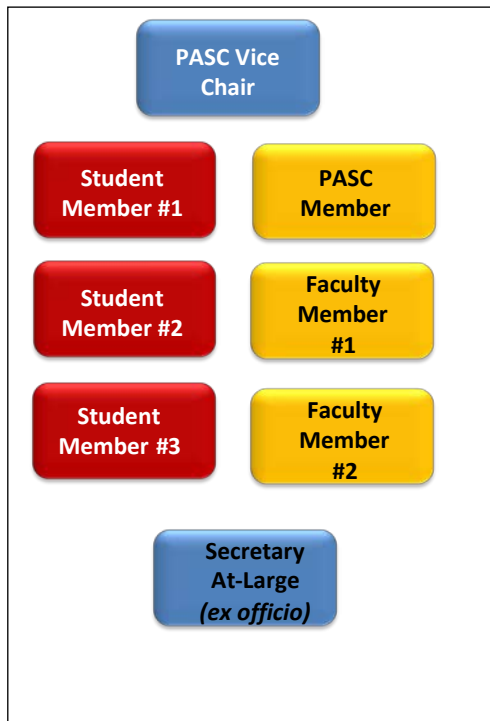 PASC Vice
Chair
Student
Member #1
PASC
Member
Student
Member #2
Faculty
Member
#1
Student
Member #3
Faculty
Member
#2
Secretary
At-Large
(ex officio)